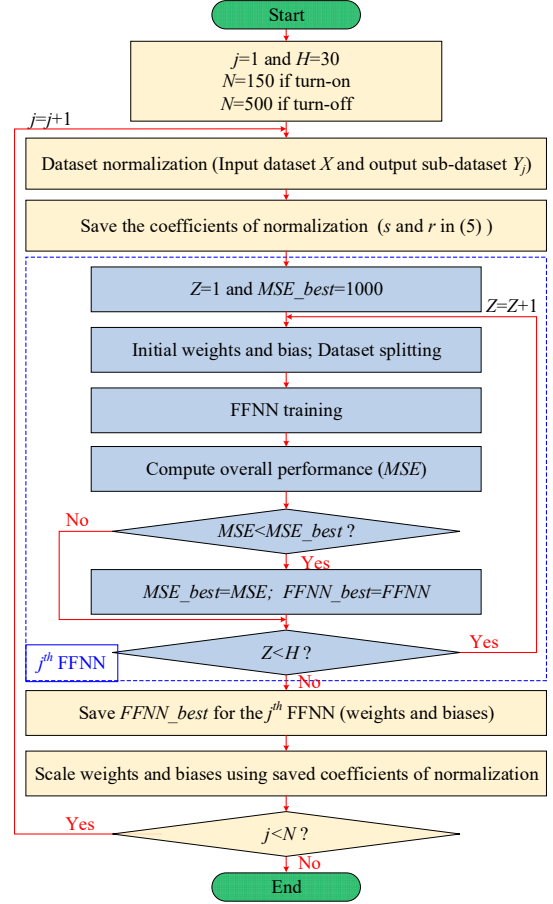 Start
j=1 and H=30
N=150 if turn-on
N=500 if turn-off
j=j+1
Dataset normalization (Input dataset X and output sub-dataset Yj)
Save the coefficients of normalization (s and r in (5) )
Z=1 and MSE_best=1000
Z=Z+1
Initial weights and bias; Dataset splitting
FFNN training
Compute overall performance (MSE)
MSE<MSE_best ?
No
Yes
MSE_best=MSE; FFNN_best=FFNN
Z<H ?
Yes
jth FFNN
No
Save FFNN_best for the jth FFNN (weights and biases)
Scale weights and biases using saved coefficients of normalization
j<N ?
Yes
No
End